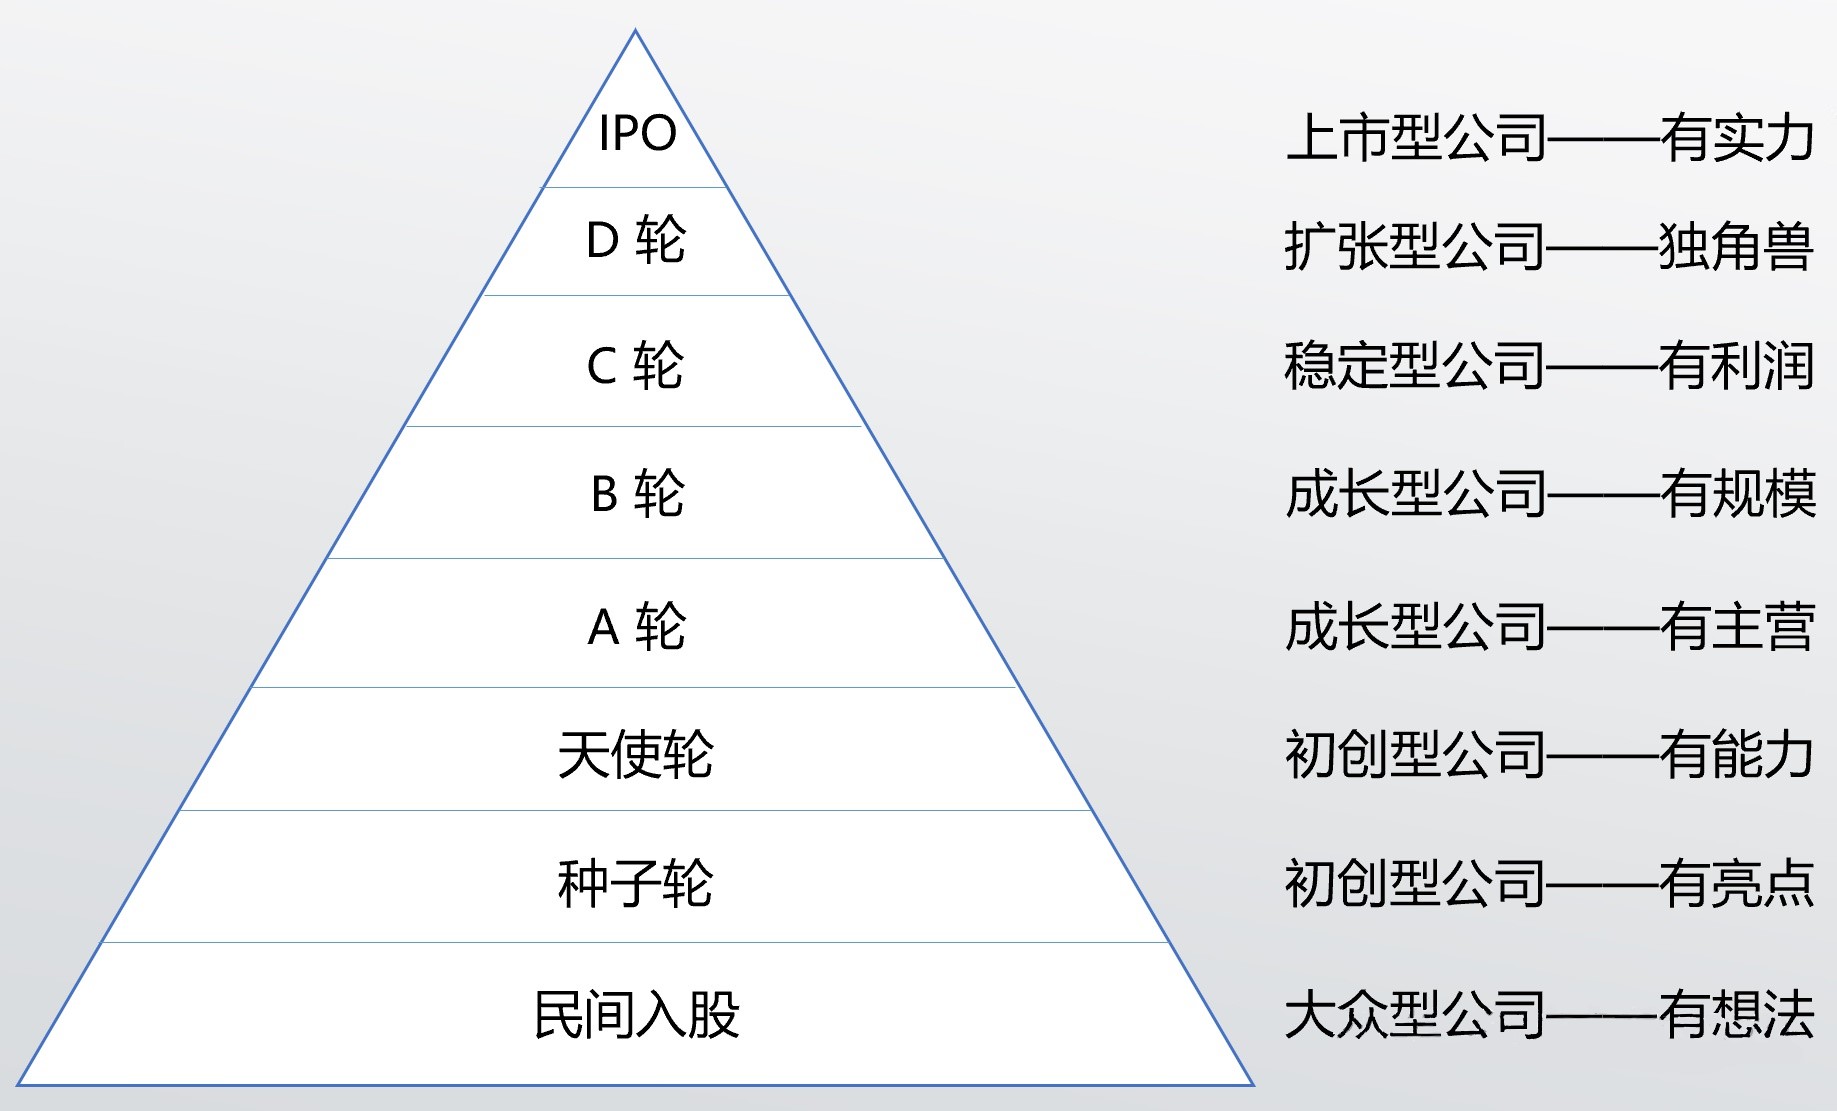 IPO 上市型公司——有实力
D 轮 扩张型公司——独角兽
C 轮 稳定型公司——有利润
B 轮 成长型公司——有规模
A 轮 成长型公司——有主营
天使轮 初创型公司——有能力
种子轮 初创型公司——有亮点
民间入股 大众型公司——有想法